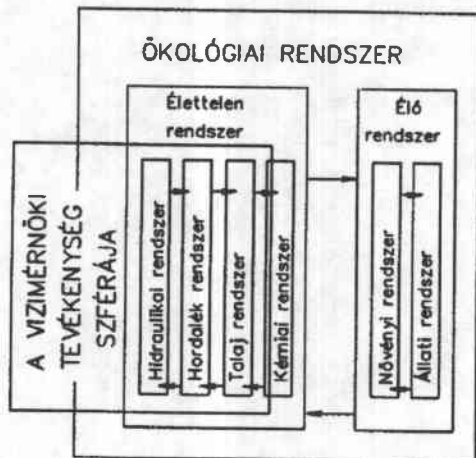 ÖKOLÓGIAI RENDSZER
Élettelen
rendszer
Élő
rendszer
A VIZIMÉRNÖKI
TEVÉKENYSÉG
SZFÉRÁJA
Hidraulikai rendszer
Hordalék rendszer
Talaj rendszer
Kémiai rendszer
Növényi rendszer
Állati rendszer